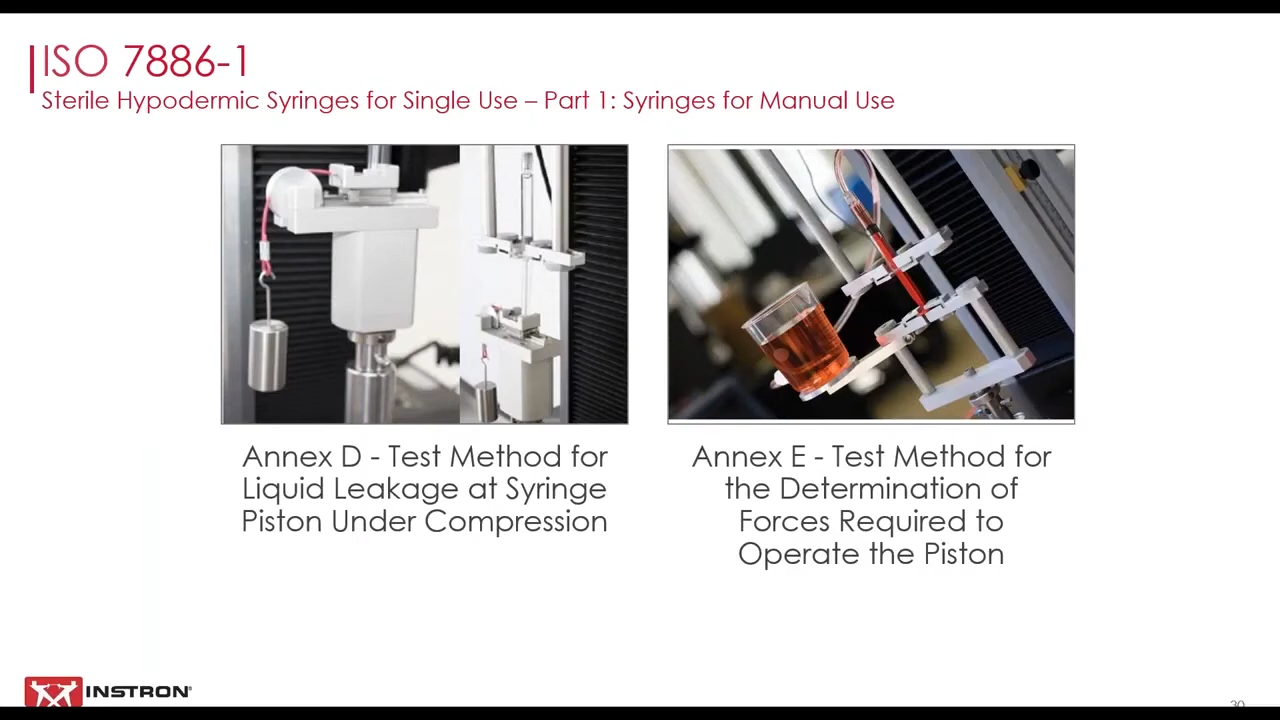 ISO 7886-1
Sterile Hypodermic Syringes for Single Use – Part 1: Syringes for Manual Use
Annex D - Test Method for
Liquid Leakage at Syringe
Piston Under Compression
Annex E - Test Method for
the Determination of
Forces Required to
Operate the Piston
INSTRON®
30